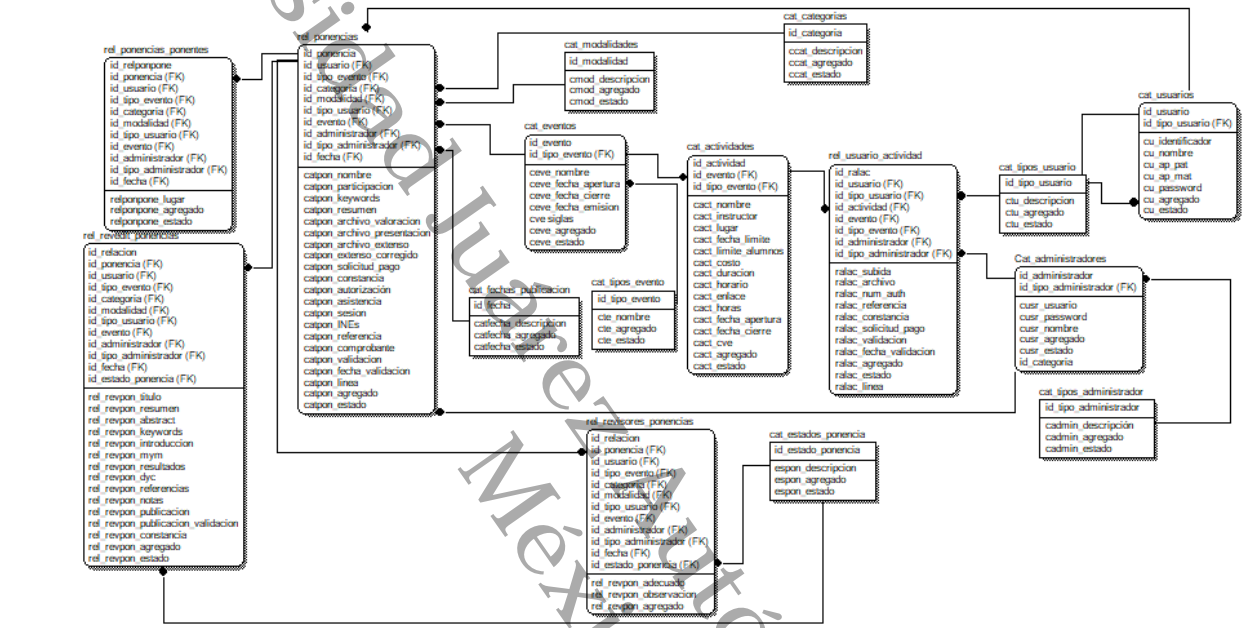 cat_categorias
id_categoria
ccat_descripcion
ccat_agregado
ccat_estado
rel_ponencias
id_ponencia
id_usuario (FK)
id_tipo_evento (FK)
id_categoria (FK)
id_modalidad (FK)
id_tipo_usuario (FK)
id_evento (FK)
id_administrador (FK)
id_tipo_administrador (FK)
id_fecha (FK)
catpon_nombre
catpon_participacion
catpon_keywords
catpon_resumen
catpon_archivo_valoracion
catpon_archivo_presentacion
catpon_archivo_extenso
catpon_extenso_corregido
catpon_solicitud_pago
catpon_constancia
catpon_autorización
catpon_asistencia
catpon_sesion
catpon_INEs
catpon_referencia
catpon_comprobante
catpon_validacion
catpon_fecha_validacion
catpon_linea
catpon_agregado
catpon_estado
rel_ponencias_ponentes
id_relponpone
id_ponencia (FK)
id_usuario (FK)
id_tipo_evento (FK)
id_categoria (FK)
id_modalidad (FK)
id_tipo_usuario (FK)
id_evento (FK)
id_administrador (FK)
id_tipo_administrador (FK)
id_fecha (FK)
relponpone_lugar
relponpone_agregado
relponpone_estado
cat_modalidades
id_modalidad
cmod_descripcion
cmod_agregado
cmod_estado
cat_usuarios
id_usuario
id_tipo_usuario (FK)
cu_identificador
cu_nombre
cu_ap_pat
cu_ap_mat
cu_password
cu_agregado
cu_estado
cat_eventos
id_evento
id_tipo_evento (FK)
ceve_nombre
ceve_fecha_apertura
ceve_fecha_cierre
ceve_fecha_emision
cve siglas
ceve_agregado
ceve_estado
cat_actividades
id_actividad
id_evento (FK)
id_tipo_evento (FK)
cact_nombre
cact_instructor
cact_lugar
cact_fecha_limite
cact_limite_alumnos
cact_costo
cact_duracion
cact_horario
cact_enlace
cact_horas
cact_fecha_apertura
cact_fecha_cierre
cact_cve
cact_agregado
cact_estado
rel_usuario_actividad
id_ralac
id_usuario (FK)
id_tipo_usuario (FK)
id_actividad (FK)
id_evento (FK)
id_tipo_evento (FK)
id_administrador (FK)
id_tipo_administrador (FK)
ralac_subida
ralac_archivo
ralac_num_auth
ralac_referencia
ralac_constancia
ralac_solicitud_pago
ralac_validacion
ralac_fecha_validacion
ralac_agregado
ralac_estado
ralac_linea
cat_tipos_usuario
id_tipo_usuario
ctu_descripcion
ctu_agregado
ctu_estado
rel_revedit_ponencias
id_relacion
id_ponencia (FK)
id_usuario (FK)
id_tipo_evento (FK)
id_categoria (FK)
id_modalidad (FK)
id_tipo_usuario (FK)
id_evento (FK)
id_administrador (FK)
id_tipo_administrador (FK)
id_fecha (FK)
id_estado_ponencia (FK)
rel_revpon_titulo
rel_revpon_resumen
rel_revpon_abstract
rel_revpon_keywords
rel_revpon_introduccion
rel_revpon_mym
rel_revpon_resultados
rel_revpon_dyc
rel_revpon_referencias
rel_revpon_notas
rel_revpon_publicacion
rel_revpon_publicacion_validacion
rel_revpon_constancia
rel_revpon_agregado
rel_revpon_estado
Cat_administradores
id_administrador
id_tipo_administrador (FK)
cusr_usuario
cusr_password
cusr_nombre
cusr_agregado
cusr_estado
id_categoria
cat_fechas_publicacion
id_fecha
catfecha_descripcion
catfecha_agregado
catfecha_estado
cat_tipos_evento
id_tipo_evento
cte_nombre
cte_agregado
cte_estado
cat_tipos_administrador
id_tipo_administrador
cadmin_descripción
cadmin_agregado
cadmin_estado
rel_revisores_ponencias
id_relacion
id_ponencia (FK)
id_usuario (FK)
id_tipo_evento (FK)
id_categoria (FK)
id_modalidad (FK)
id_tipo_usuario (FK)
id_evento (FK)
id_administrador (FK)
id_tipo_administrador (FK)
id_fecha (FK)
id_estado_ponencia (FK)
rel_revpon_adecuado
rel_revpon_observacion
rel_revpon_agregado
cat_estados_ponencia
id_estado_ponencia
espon_descripcion
espon_agregado
espon_estado
Juárez